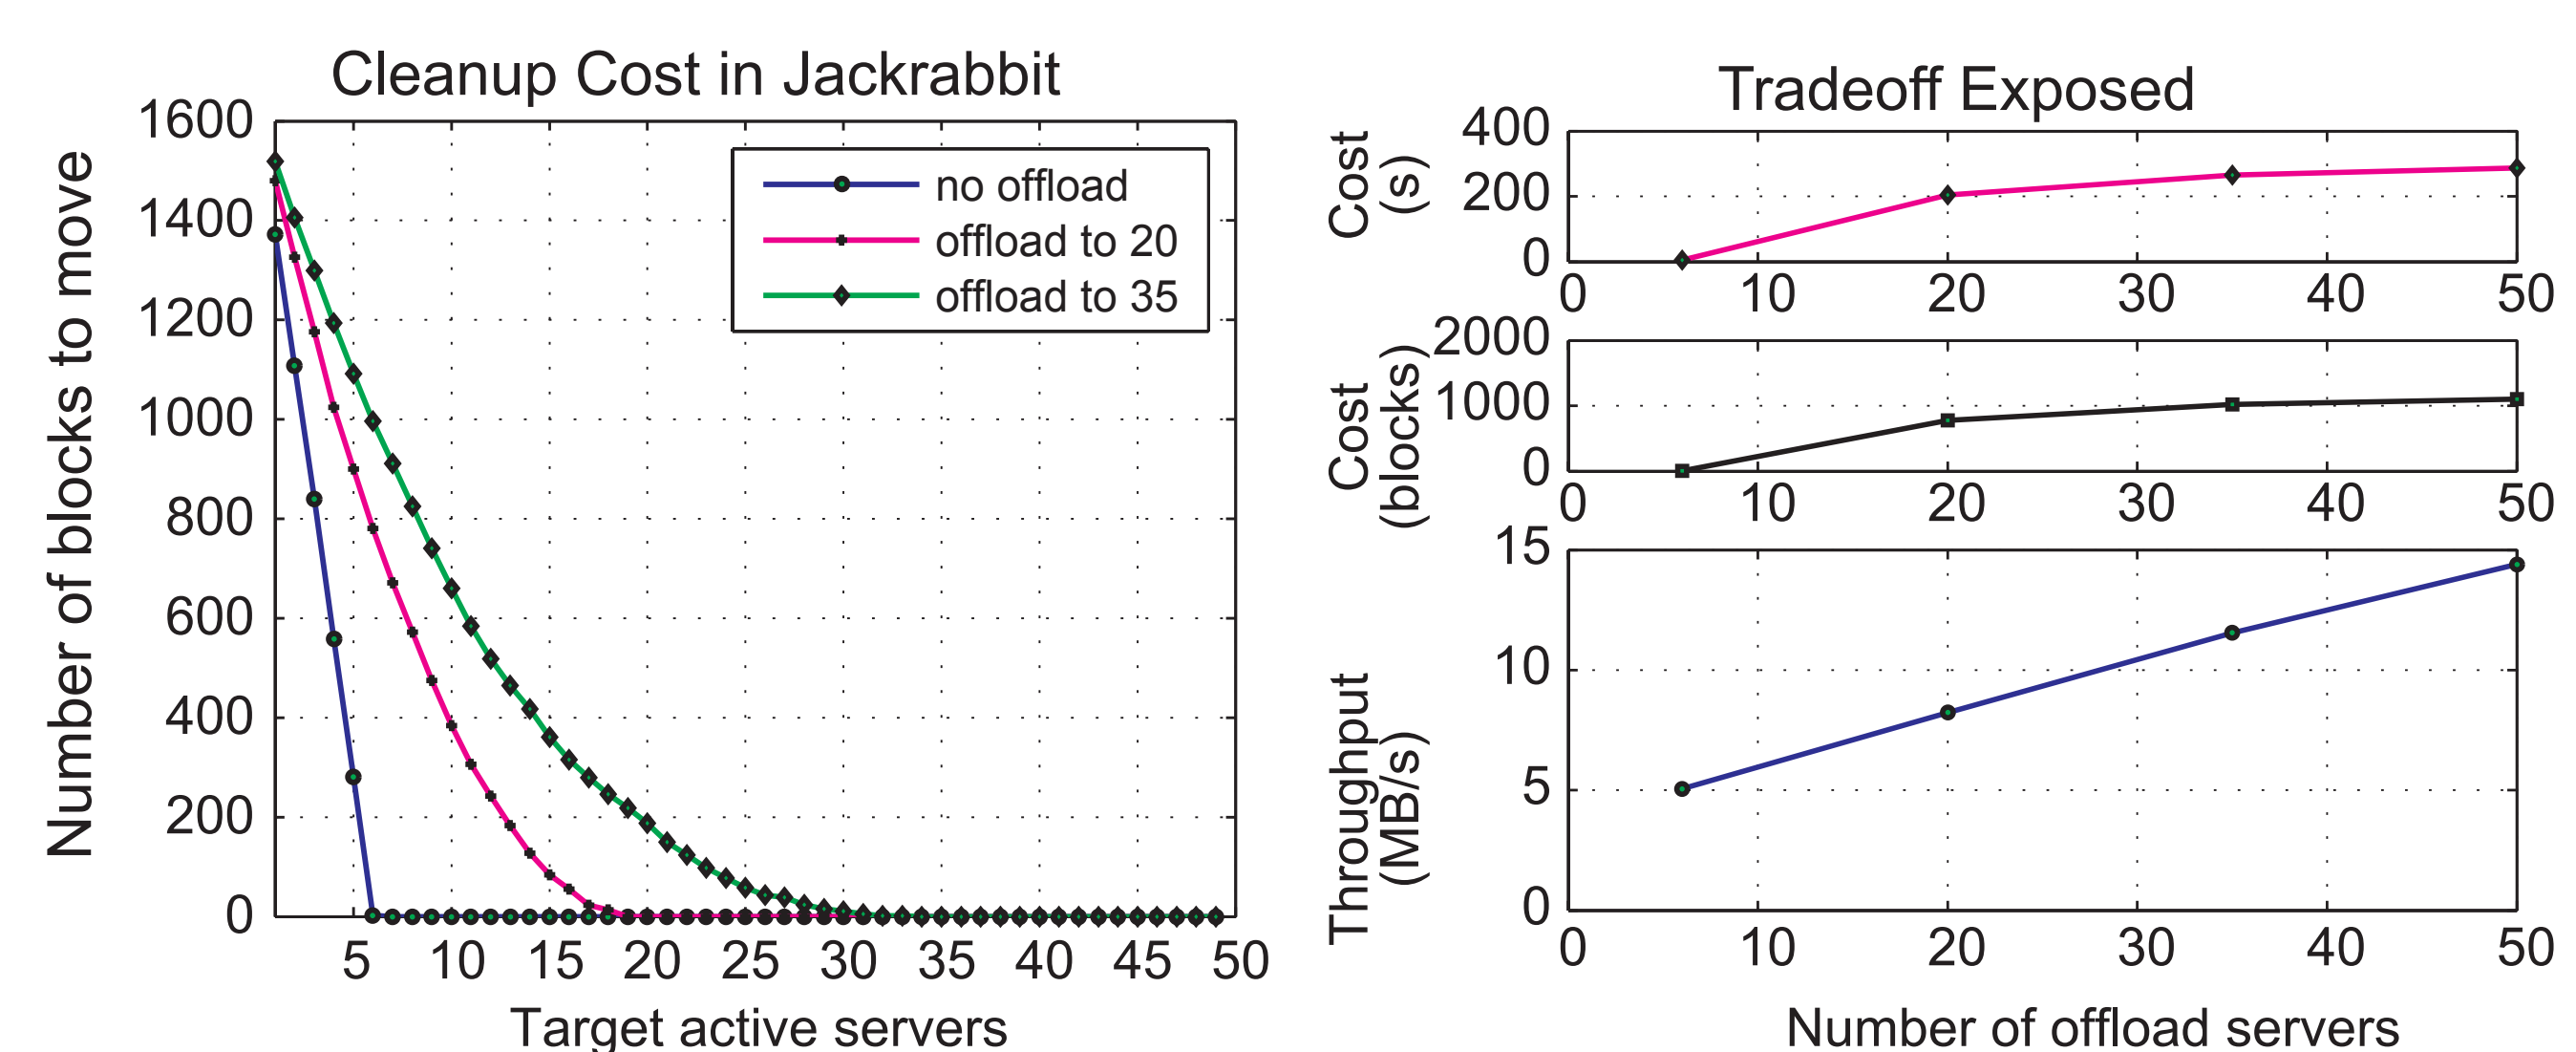 Cleanup Cost in Jackrabbit
Number of blocks to move
1600
1400
1200
1000
800
600
400
200
0
no offload
offload to 20
offload to 35
5 10 15 20 25 30 35 40 45 50
Target active servers
Tradeoff Exposed
Cost
(s)
400
200
0
0 10 20 30 40 50
Cost
(blocks)
2000
1000
0
0 10 20 30 40 50
Throughput
(MB/s)
15
10
5
0
0 10 20 30 40 50
Number of offload servers